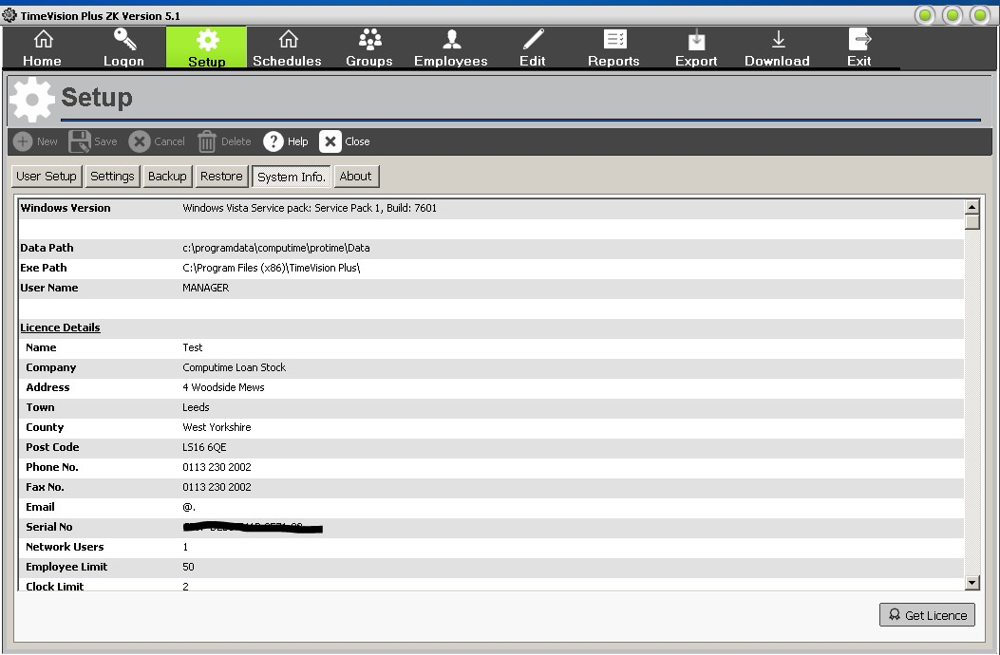 TimeVision Plus ZK Version 5.1
Home Logon Setup Schedules Groups Employees Edit Reports Export Download Exit
Setup
New Save Cancel Delete Help Close
User Setup Settings Backup Restore System Info. About
Windows Version Windows Vista Service pack: Service Pack 1, Build: 7601
Data Path c:\programdata\computime\protime\Data
Exe Path C:\Program Files (x86)\TimeVision Plus\
User Name MANAGER
Licence Details
Name Test
Company Computime Loan Stock
Address 4 Woodside Mews
Town Leeds
County West Yorkshire
Post Code LS16 6QE
Phone No. 0113 230 2002
Fax No. 0113 230 2002
Email @.
Serial No
Network Users 1
Employee Limit 50
Clock Limit 2
Get Licence